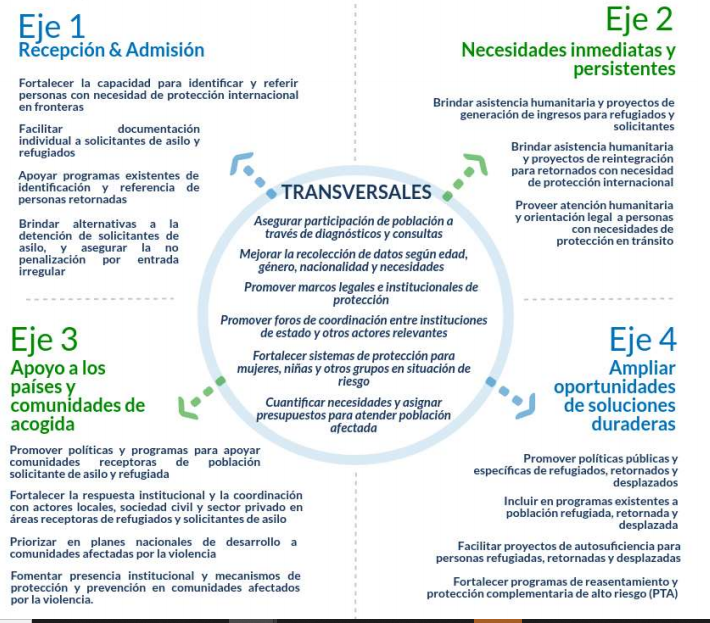 Eje 1
Recepción & Admisión
Fortalecer la capacidad para identificar y referir
personas con necesidad de protección internacional
en fronteras
Facilitar documentación
individual a solicitantes de asilo y
refugiados
Apoyar programas existentes de
identificación y referencia de
personas retornadas
Brindar alternativas a la
detención de solicitantes de
asilo, y asegurar la no
penalización por entrada
irregular
Eje 2
Necesidades inmediatas y
persistentes
Brindar asistencia humanitaria y proyectos de
generación de ingresos para refugiados y
solicitantes
Brindar asistencia humanitaria
y proyectos de reintegración
para retornados con necesidad
de protección internacional
Proveer atención humanitaria
y orientación legal a personas
con necesidades de
protección en tránsito
TRANSVERSALES
Asegurar participación de población a
través de diagnósticos y consultas
Mejorar la recolección de datos según edad,
género, nacionalidad y necesidades
Promover marcos legales e institucionales de
protección
Promover foros de coordinación entre instituciones
de estado y otros actores relevantes
Fortalecer sistemas de protección para
mujeres, niñas y otros grupos en situación de
riesgo
Cuantificar necesidades y asignar
presupuestos para atender población
afectada
Eje 3
Apoyo a los
países y
comunidades de
acogida
Promover políticas y programas para apoyar
comunidades receptoras de población
solicitante de asilo y refugiada
Fortalecer la respuesta institucional y la coordinación
con actores locales, sociedad civil y sector privado en
áreas receptoras de refugiados y solicitantes de asilo
Priorizar en planes nacionales de desarrollo a
comunidades afectadas por la violencia
Fomentar presencia institucional y mecanismos de
protección y prevención en comunidades afectados
por la violencia.
Eje 4
Ampliar
oportunidades
de soluciones
duraderas
Promover políticas públicas y
específicas de refugiados, retornados y
desplazados
Incluir en programas existentes a
población refugiada, retornada y
desplazada
Facilitar proyectos de autosuficiencia para
personas refugiadas, retornadas y desplazadas
Fortalecer programas de reasentamiento y
protección complementaria de alto riesgo (PTA)